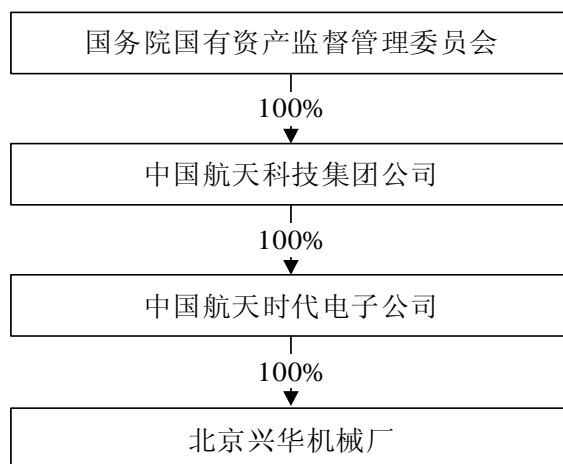 国务院国有资产监督管理委员会
100%
中国航天科技集团公司
100%
中国航天时代电子公司
100%
北京兴华机械厂